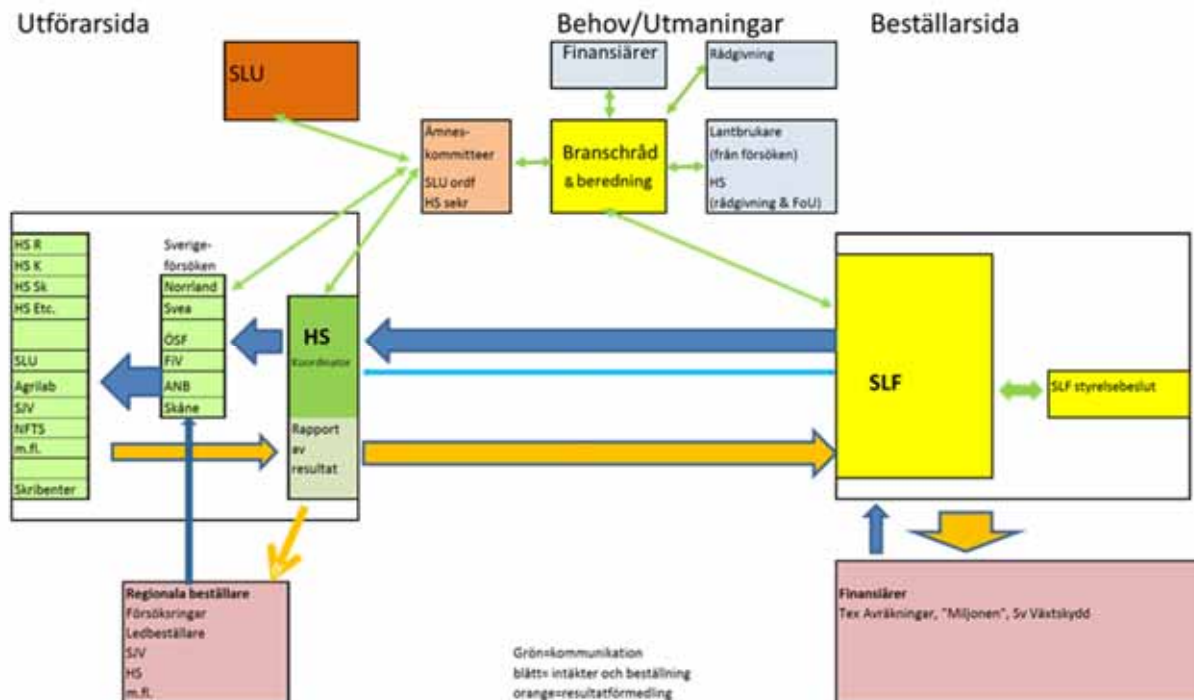 Utförarsida
Behov/Utmaningar
Beställarsida
SLU
Finansiärer
Rådgivning
Ämnes-
kommitteer
SLU ordf
HS sekr
Branschråd
& beredning
Lantbrukare
(från försöken)
HS
(rådgivning & FoU)
HS R
HS K
HS Sk
HS Etc.
SLU
Agrilab
SJV
NFTS
m.fl.
Skribenter
Sverige-
försöken
Norrland
Svea
ÖSF
FiV
ANB
Skåne
HS
Koordinator
Rapport
av
resultat
SLF
SLF styrelsebeslut
Regionala beställare
Försöksringar
Ledbeställare
SJV
HS
m.fl.
Grön=kommunikation
blått= intäkter och beställning
orange=resultatförmedling
Finansiärer
Tex Avräkningar, "Miljonen", Sv Växtskydd